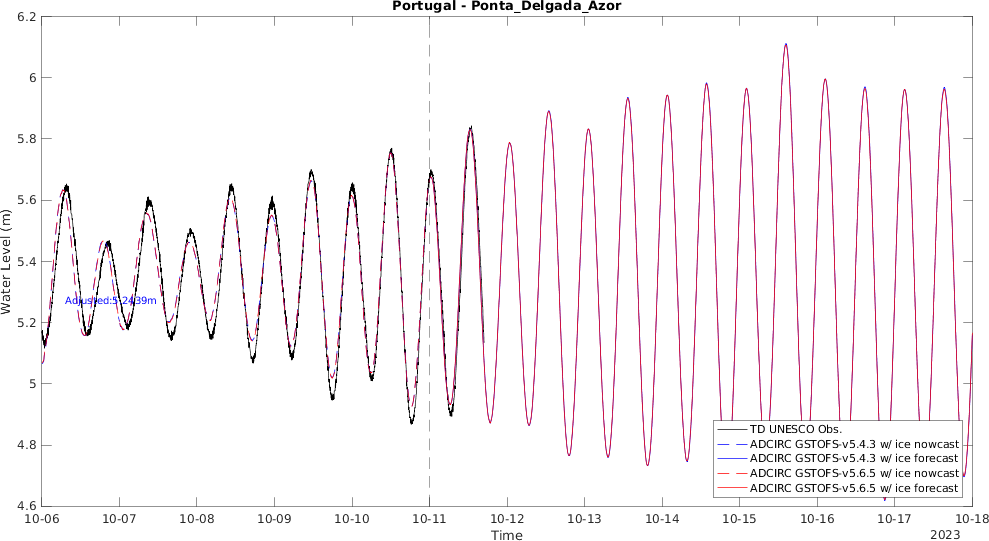 Portugal - Ponta_Delgada_Azor
Water Level (m)
6.2
6
5.8
5.6
5.4
5.2
5
4.8
4.6
Adjusted:5.2439m
TD UNESCO Obs.
ADCIRC GSTOFS-v5.4.3 w/ ice nowcast
ADCIRC GSTOFS-v5.4.3 w/ ice forecast
ADCIRC GSTOFS-v5.6.5 w/ ice nowcast
ADCIRC GSTOFS-v5.6.5 w/ ice forecast
10-06 10-07 10-08 10-09 10-10 10-11 10-12 10-13 10-14 10-15 10-16 10-17 10-18
Time
2023